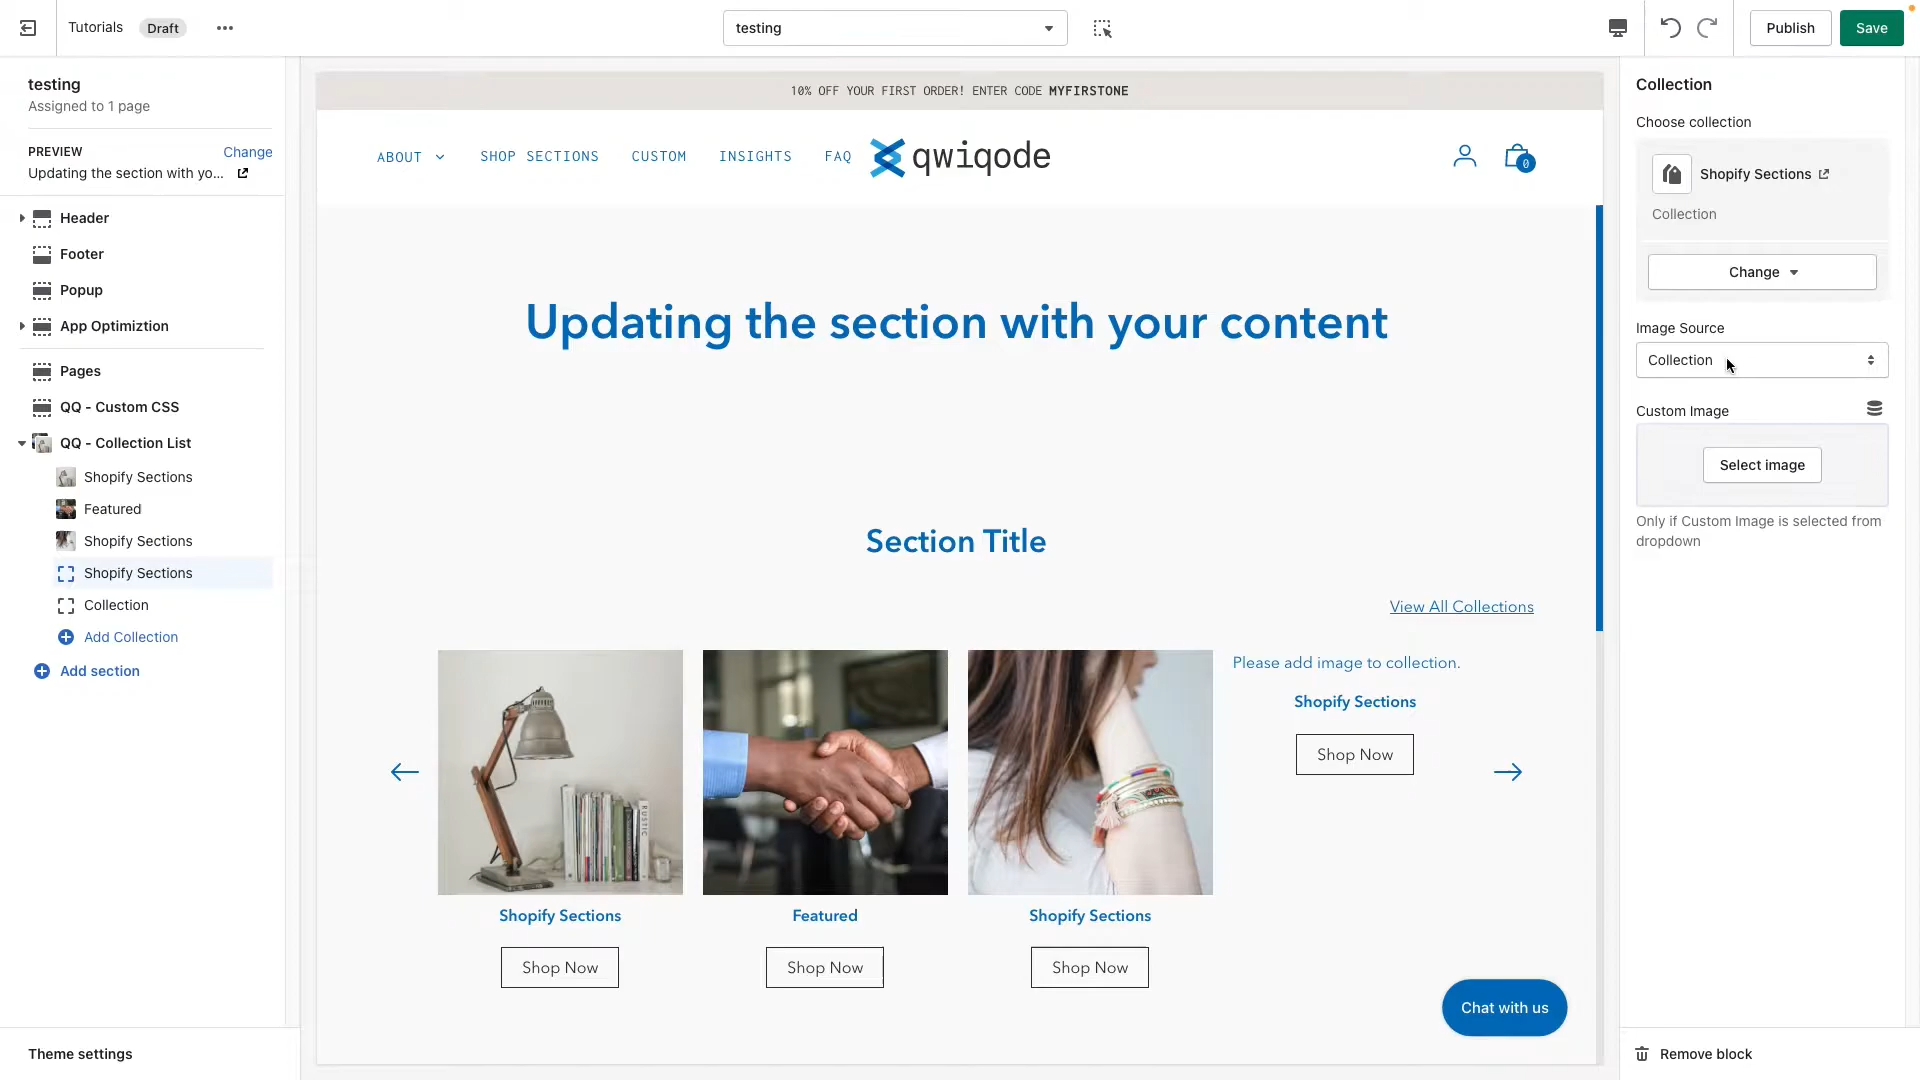 Tutorials Draft
testing
Publish
Save
testing
Assigned to 1 page
PREVIEW
Change
Updating the section with yo...
Header
Footer
Popup
App Optimiztion
Pages
QQ - Custom CSS
QQ - Collection List
Shopify Sections
Featured
Shopify Sections
Shopify Sections
Collection
Add Collection
Add section
Theme settings
10% OFF YOUR FIRST ORDER! ENTER CODE MYFIRSTONE
ABOUT SHOP SECTIONS CUSTOM INSIGHTS FAQ
qwiqode
0
Updating the section with your content
Section Title
View All Collections
RUSTIC
Shopify Sections
Shop Now
Featured
Shop Now
Shopify Sections
Shop Now
Please add image to collection.
Shopify Sections
Shop Now
Chat with us
Collection
Choose collection
Shopify Sections
Collection
Change
Image Source
Collection
Custom Image
Select image
Only if Custom Image is selected from
dropdown
Remove block